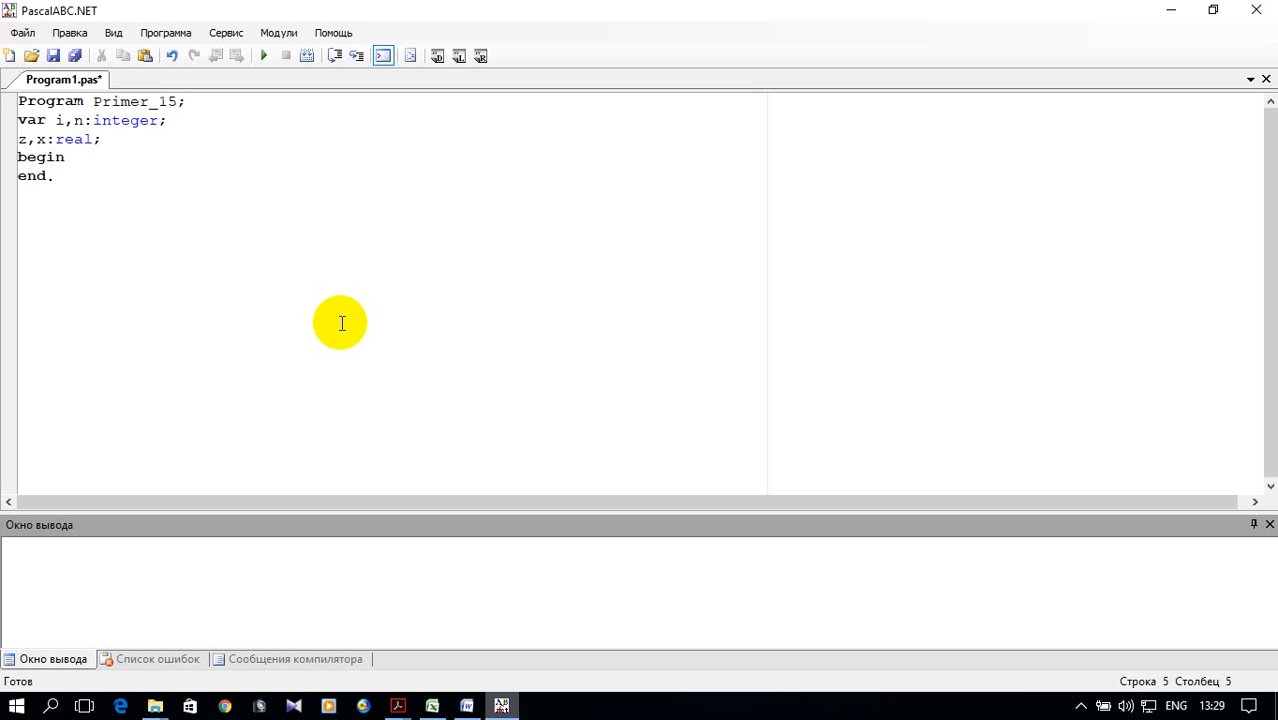 PascalABC.NET
Файл Правка Вид Программа Сервис Модули Помощь
Program1.pas*
Program Primer_15;
var i,n:integer;
z,x:real;
begin
end.
Окно вывода
Окно вывода Список ошибок Сообщения компилятора
Готов Строка 5 Столбец 5
ENG 13:29